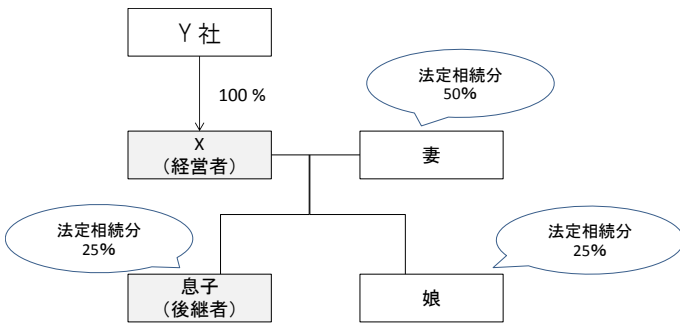 Y 社
100 %
法定相続分
50%
X
（経営者）
妻
法定相続分
25%
法定相続分
25%
息子
（後継者）
娘